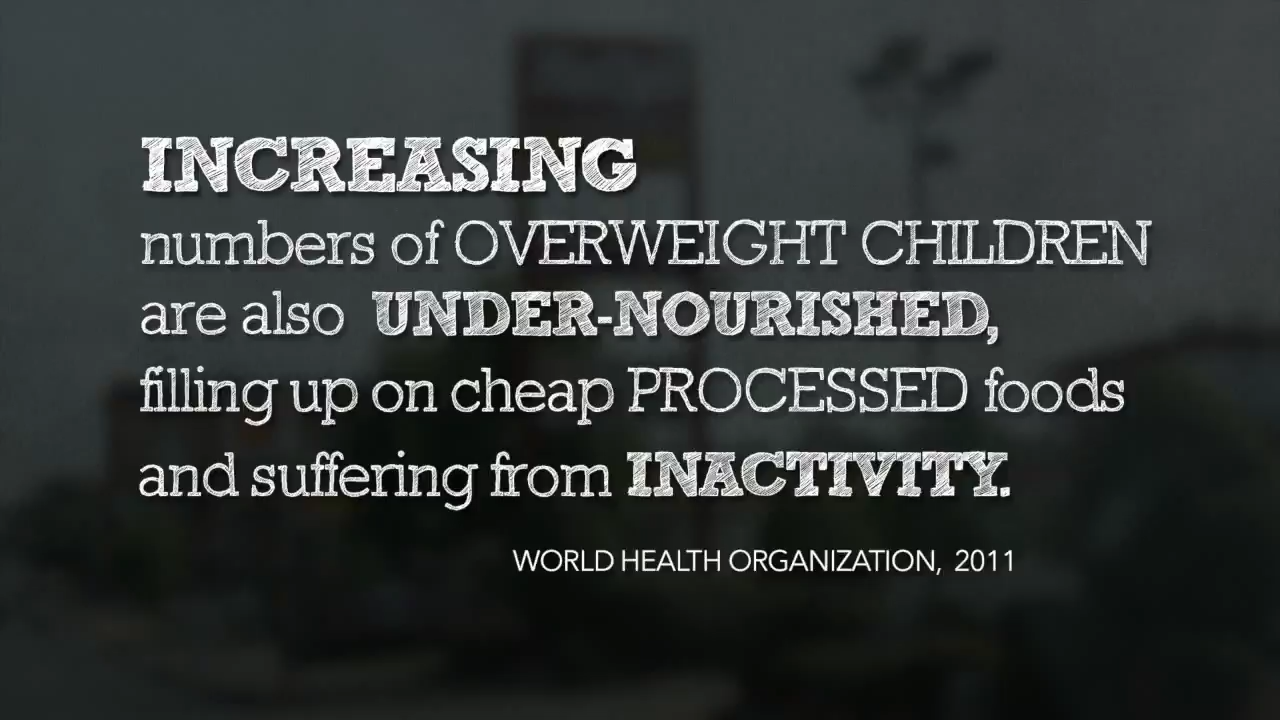 INCREASING
numbers of OVERWEIGHT CHILDREN
are also UNDER-NOURISHED,
filling up on cheap PROCESSED foods
and suffering from INACTIVITY.
WORLD HEALTH ORGANIZATION, 2011